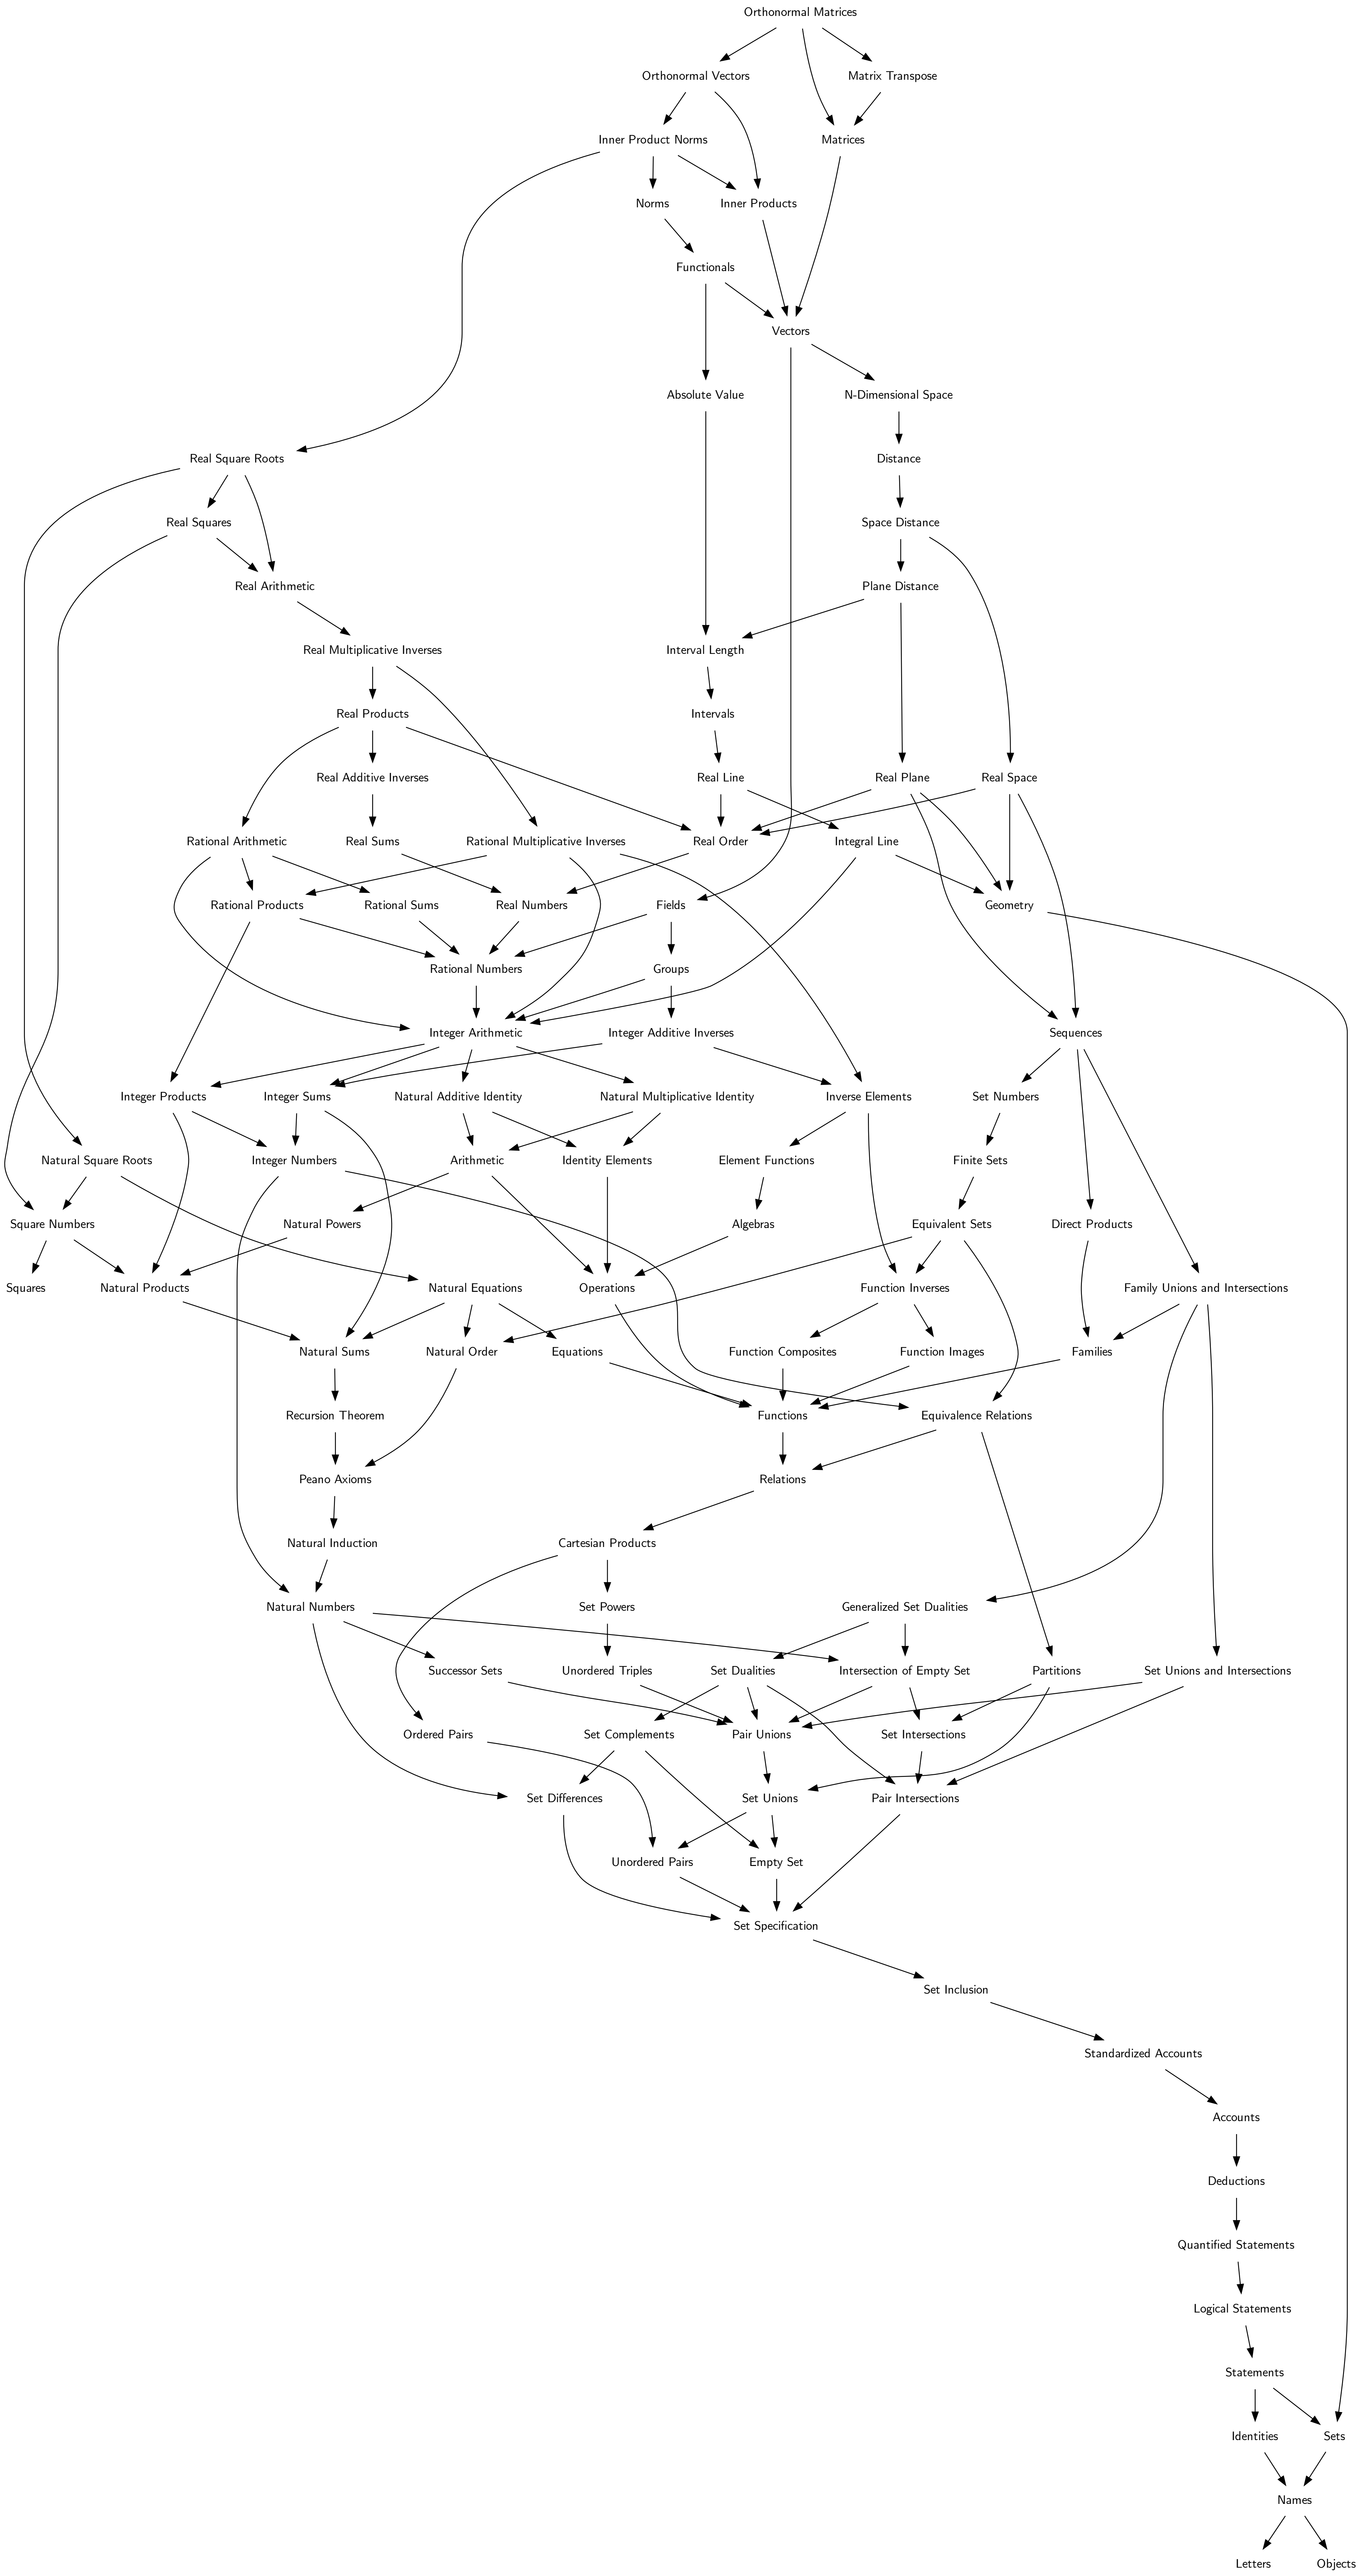 Orthonormal Matrices
Orthonormal Vectors
Matrix Transpose
Inner Product Norms
Matrices
Norms
Inner Products
Functionals
Vectors
Absolute Value
N-Dimensional Space
Real Square Roots
Distance
Real Squares
Space Distance
Real Arithmetic
Plane Distance
Real Multiplicative Inverses
Interval Length
Real Products
Intervals
Real Additive Inverses
Real Line
Real Plane
Real Space
Rational Arithmetic
Real Sums
Rational Multiplicative Inverses
Real Order
Integral Line
Rational Products
Rational Sums
Real Numbers
Fields
Geometry
Rational Numbers
Groups
Integer Arithmetic
Integer Additive Inverses
Sequences
Integer Products
Integer Sums
Natural Additive Identity
Natural Multiplicative Identity
Inverse Elements
Set Numbers
Natural Square Roots
Integer Numbers
Arithmetic
Identity Elements
Element Functions
Finite Sets
Square Numbers
Natural Powers
Algebras
Equivalent Sets
Direct Products
Squares
Natural Products
Natural Equations
Operations
Function Inverses
Family Unions and Intersections
Natural Sums
Natural Order
Equations
Function Composites
Function Images
Families
Recursion Theorem
Functions
Equivalence Relations
Peano Axioms
Relations
Natural Induction
Cartesian Products
Natural Numbers
Set Powers
Generalized Set Dualities
Successor Sets
Unordered Triples
Set Dualities
Intersection of Empty Set
Partitions
Set Unions and Intersections
Ordered Pairs
Set Complements
Pair Unions
Set Intersections
Set Differences
Set Unions
Pair Intersections
Unordered Pairs
Empty Set
Set Specification
Set Inclusion
Standardized Accounts
Accounts
Deductions
Quantified Statements
Logical Statements
Statements
Identities
Sets
Names
Letters
Objects